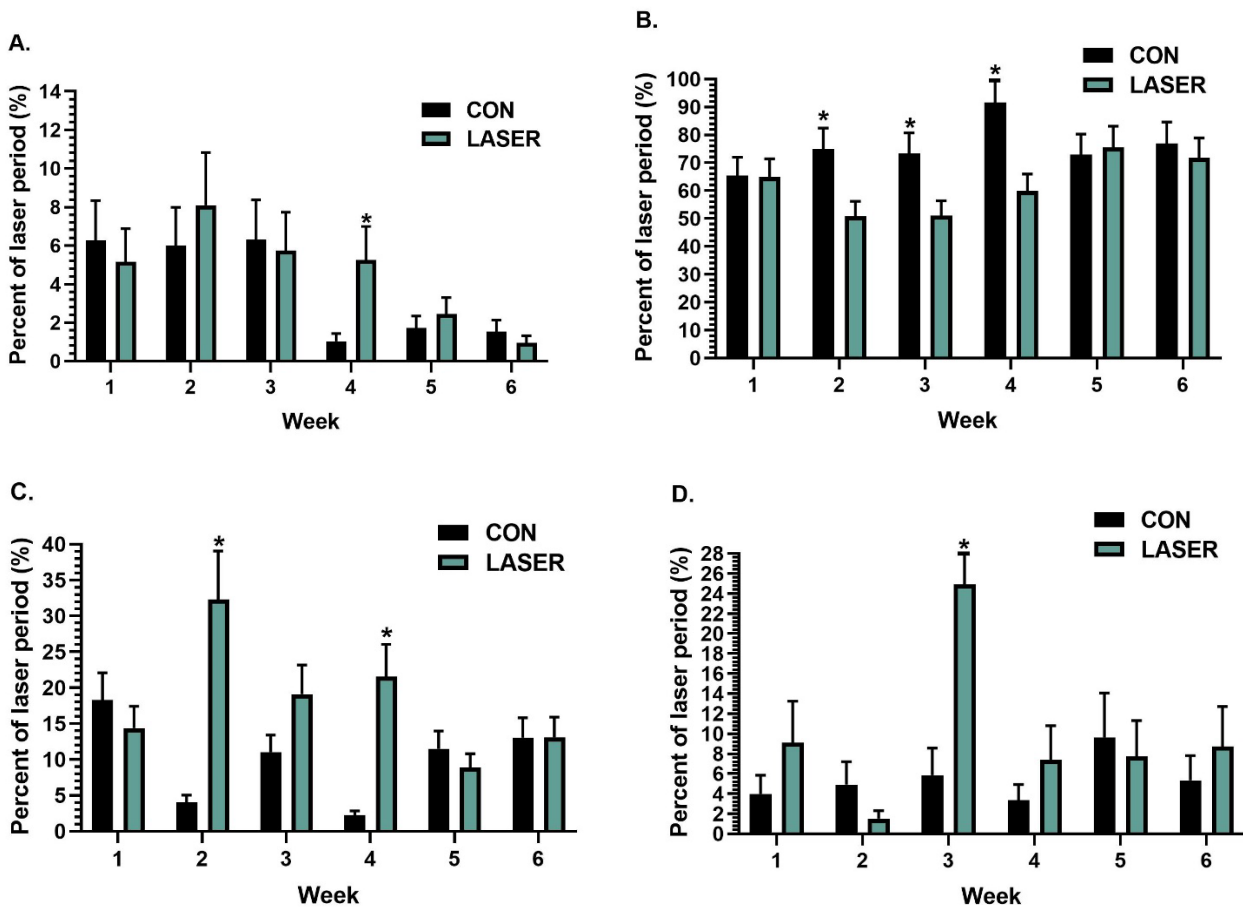 A.
CON
LASER
Percent of laser period (%)
14
12
10
8
6
4
2
0
*
1 2 3 4 5 6
Week
B.
CON
LASER
Percent of laser period (%)
100
90
80
70
60
50
40
30
20
10
0
* * *
1 2 3 4 5 6
Week
C.
CON
LASER
Percent of laser period (%)
40
35
30
25
20
15
10
5
0
* *
1 2 3 4 5 6
Week
D.
CON
LASER
Percent of laser period (%)
28
26
24
22
20
18
16
14
12
10
8
6
4
2
0
*
1 2 3 4 5 6
Week